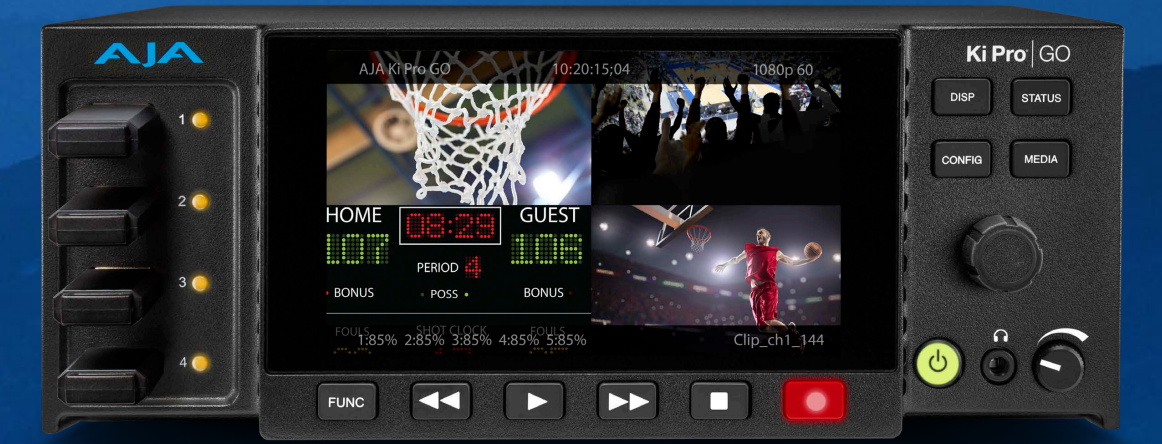 AJA
Ki Pro GO
AJA Ki Pro GO 10:20:15;04 1080p 60
DISP STATUS
CONFIG MEDIA
1
2
3
4
HOME 08:29 GUEST
107 105
PERIOD 4
BONUS POSS BONUS
FOULS SHOT CLOCK FOULS
1:85% 2:85% 3:85% 4:85% 5:85% Clip_ch1_144
FUNC